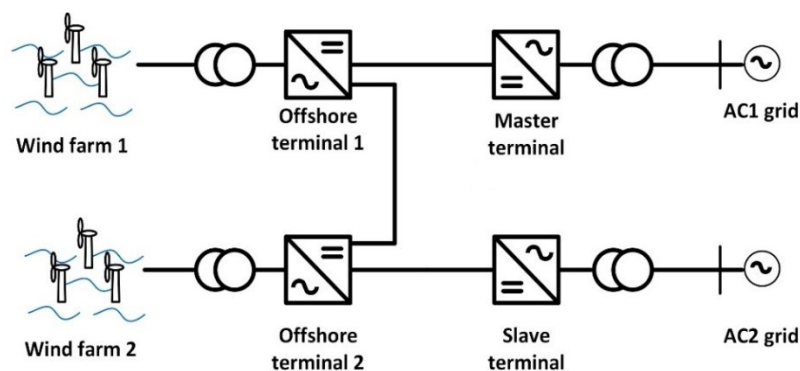 Wind farm 1
Offshore
terminal 1
Master
terminal
AC1 grid
Wind farm 2
Offshore
terminal 2
Slave
terminal
AC2 grid